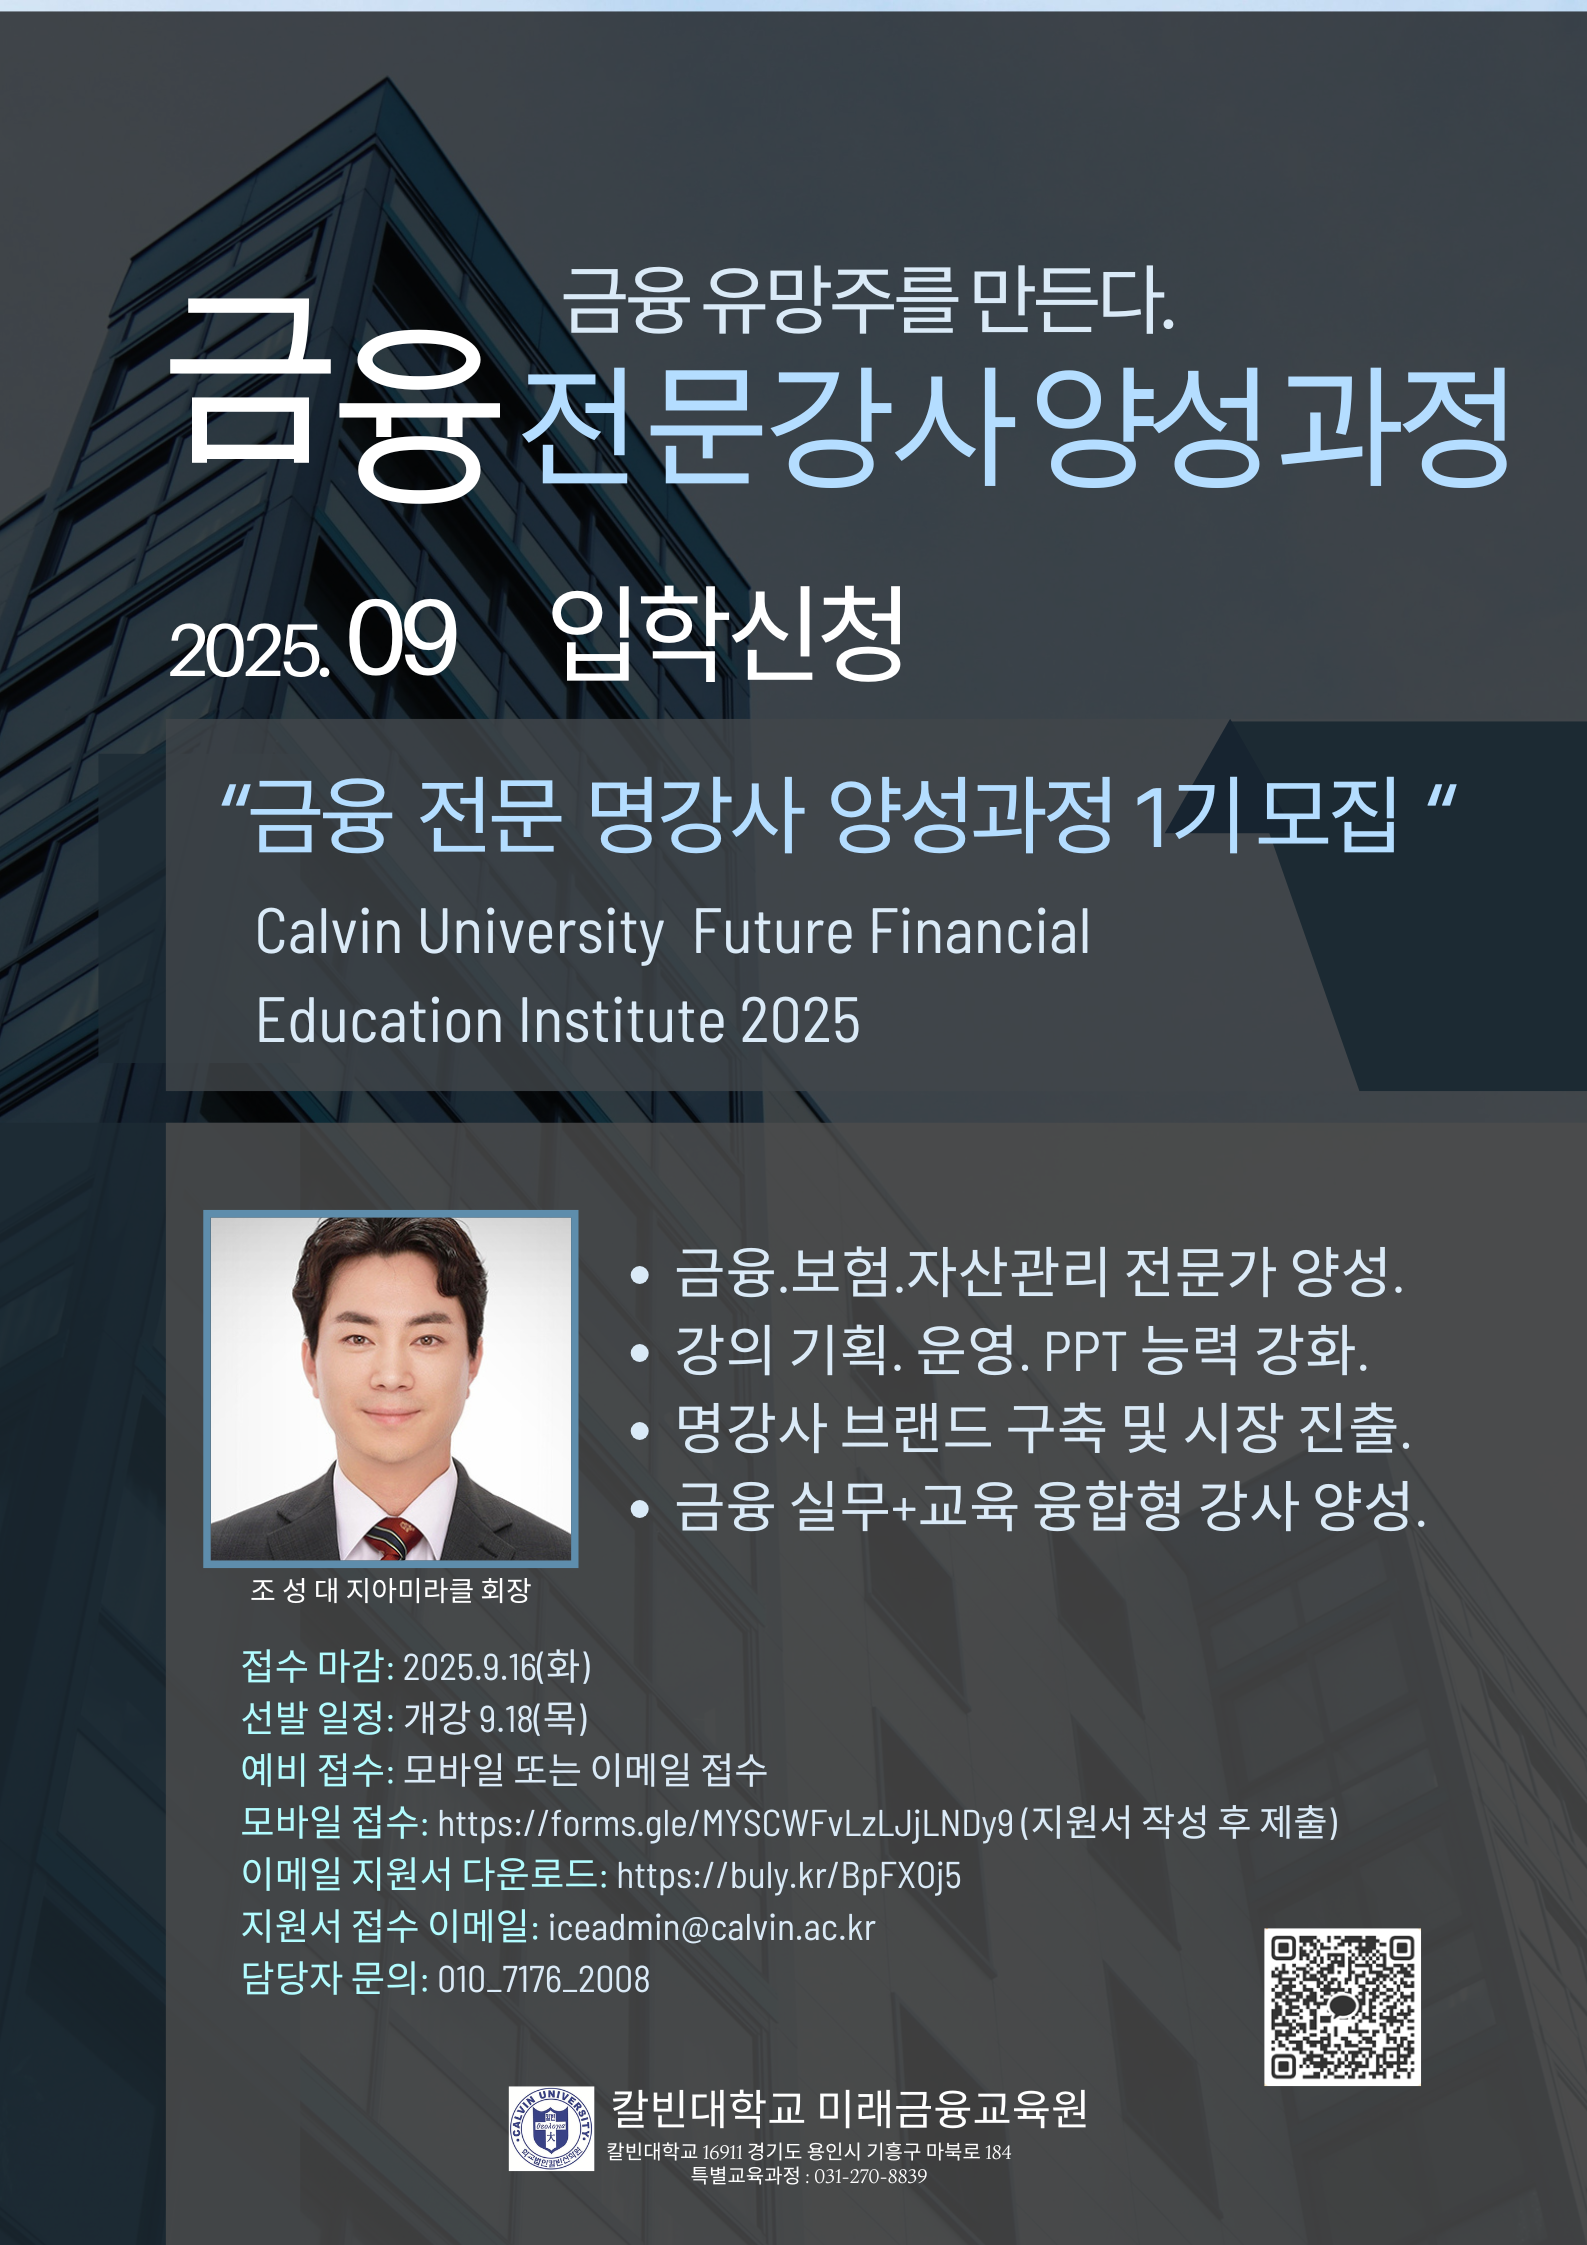 금융 유망주를 만든다.
금융 전문강사 양성과정
2025. 09 입학신청
“금융 전문 명강사 양성과정 1기 모집 “
Calvin University Future Financial
Education Institute 2025
금융.보험.자산관리 전문가 양성.
강의 기획. 운영. PPT 능력 강화.
명강사 브랜드 구축 및 시장 진출.
금융 실무+교육 융합형 강사 양성.
조 성 대 지아미라클 회장
접수 마감: 2025.9.16(화)
선발 일정: 개강 9.18(목)
예비 접수: 모바일 또는 이메일 접수
모바일 접수: https://forms.gle/MYSCWFvLzLJjLNDy9 (지원서 작성 후 제출)
이메일 지원서 다운로드: https://buly.kr/BpFX0j5
지원서 접수 이메일: iceadmin@calvin.ac.kr
담당자 문의: 010_7176_2008
CALVIN UNIVERSITY
칼빈대학교 미래금융교육원
칼빈대학교 16911 경기도 용인시 기흥구 마북로 184
특별교육과정 : 031-270-8839